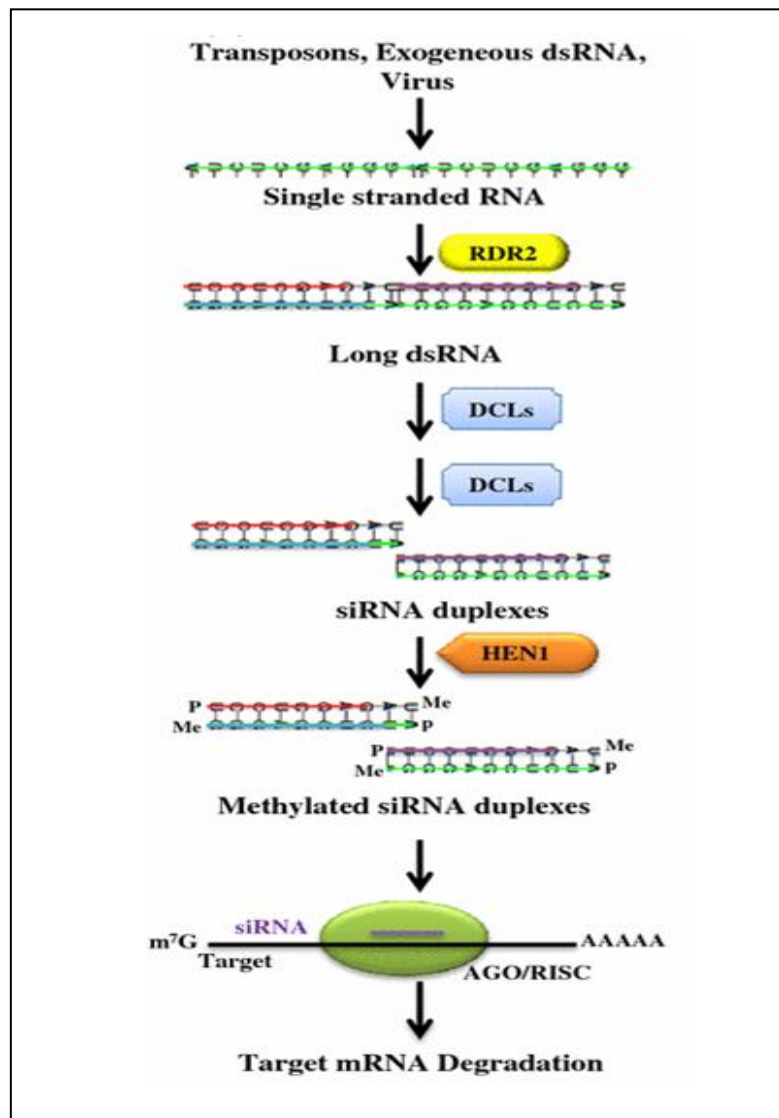 Transposons, Exogeneous dsRNA,
Virus
Single stranded RNA
RDR2
Long dsRNA
DCLs
DCLs
siRNA duplexes
HEN1
P Me
Me P
P Me
Me P
Methylated siRNA duplexes
siRNA
m⁷G AAAAA
Target
AGO/RISC
Target mRNA Degradation